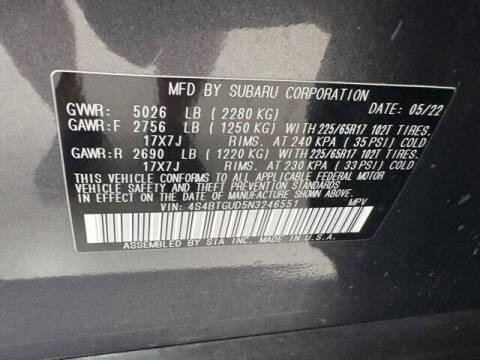 MFD BY SUBARU CORPORATION
GVWR: 5026 LB (2280 KG) DATE: 05/22
GAWR:F 2756 LB (1250 KG) WITH 225/65R17 102T TIRES,
17X7J RIMS, AT 240 KPA (35 PSI) COLD
GAWR:R 2690 LB (1220 KG) WITH 225/65R17 102T TIRES,
17X7J RIMS, AT 230 KPA (33 PSI) COLD
THIS VEHICLE CONFORMS TO ALL APPLICABLE FEDERAL MOTOR
VEHICLE SAFETY AND THEFT PREVENTION STANDARDS
IN EFFECT ON THE DATE OF MANUFACTURE SHOWN ABOVE.
VIN: 4S4BTGUD5N3246551 MPV
ASSEMBLED BY SIA INC. MADE IN U.S.A.